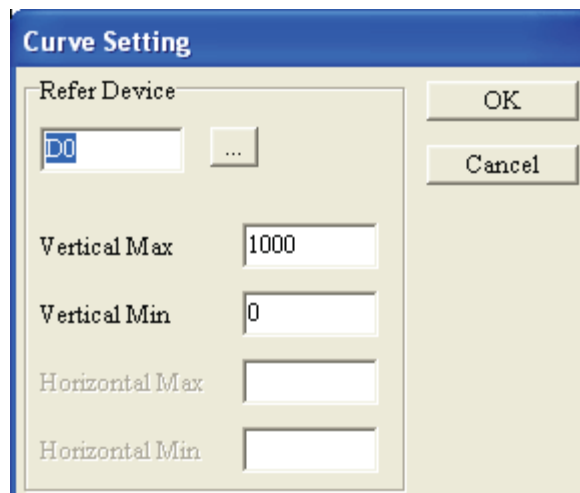 Curve Setting
Refer Device
OK
D0
...
Cancel
Vertical Max
1000
Vertical Min
0
Horizontal Max
Horizontal Min